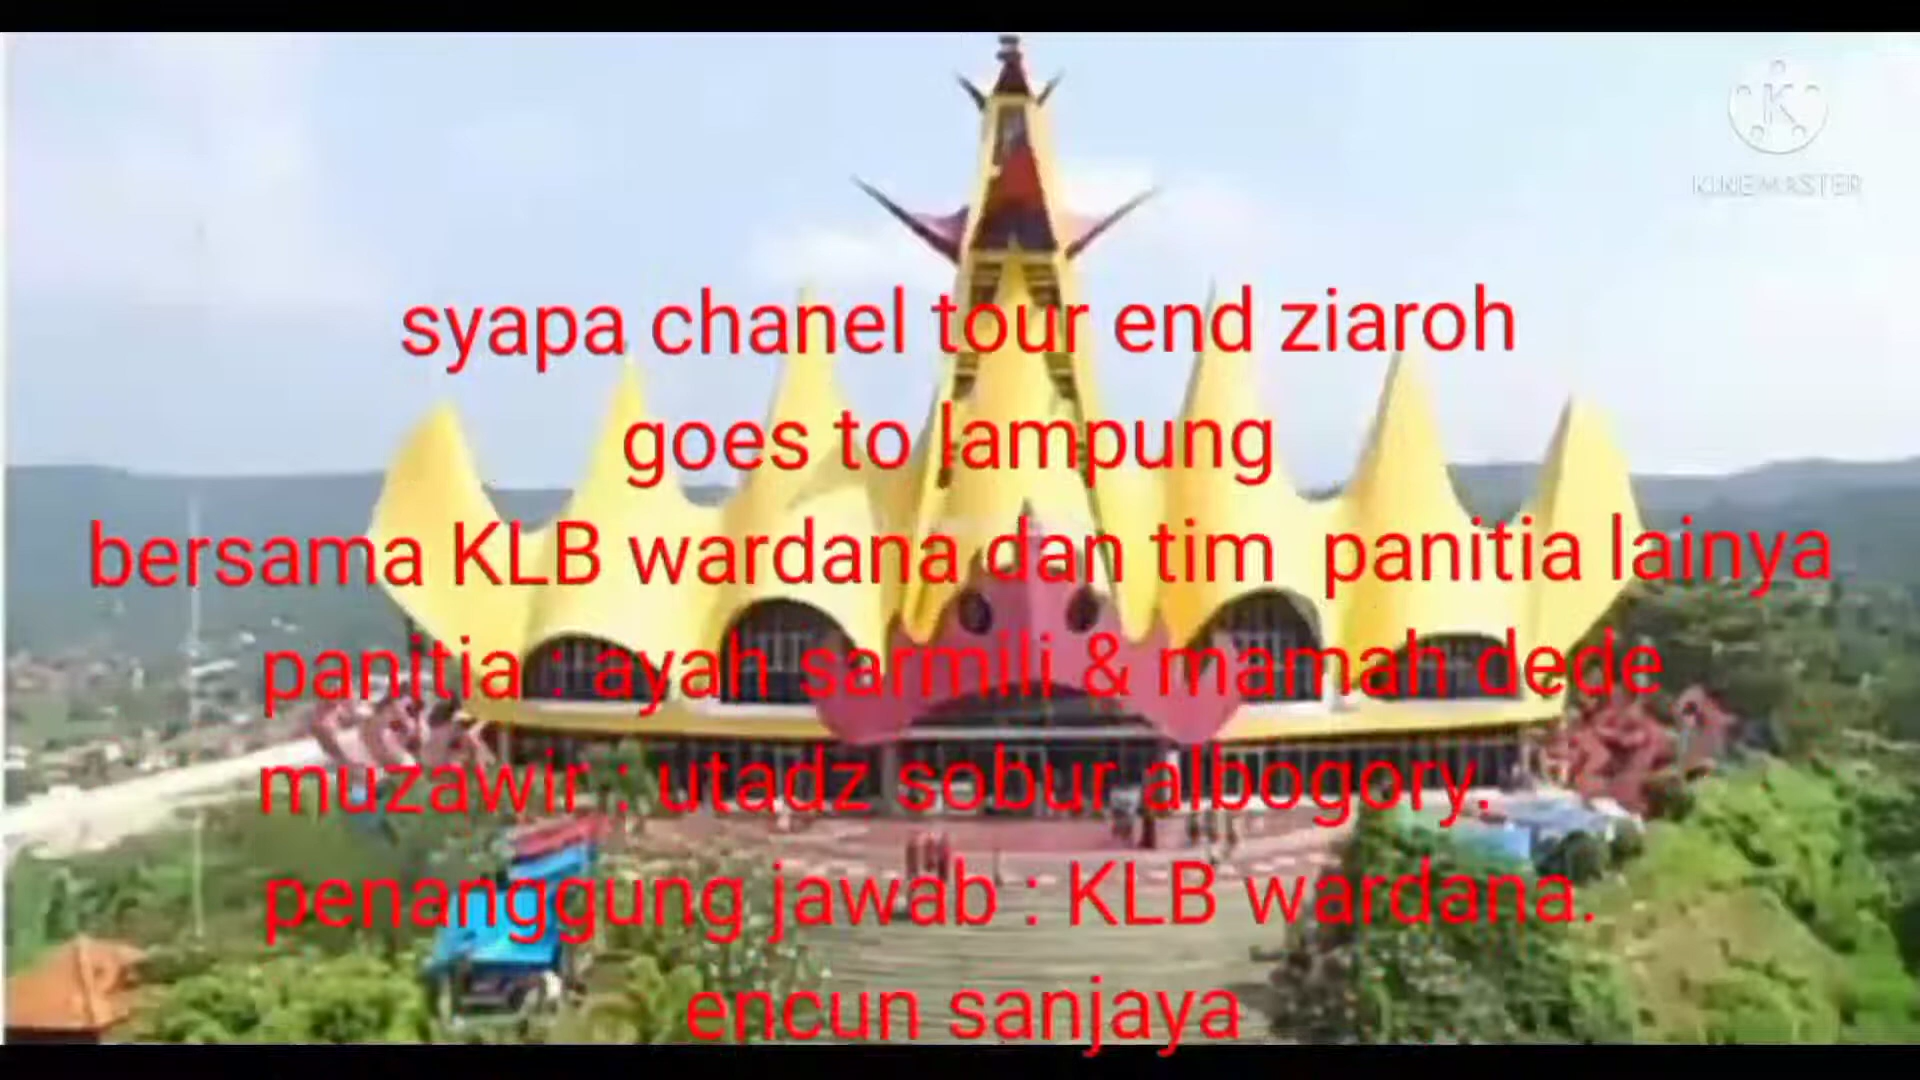 KINEMASTER
syapa chanel tour end ziaroh
goes to lampung
bersama KLB wardana dan tim panitia lainya
panitia : ayah sarmili & mamah dede
muzawir : utadz sobur albogory.
penanggung jawab : KLB wardana.
encun sanjaya